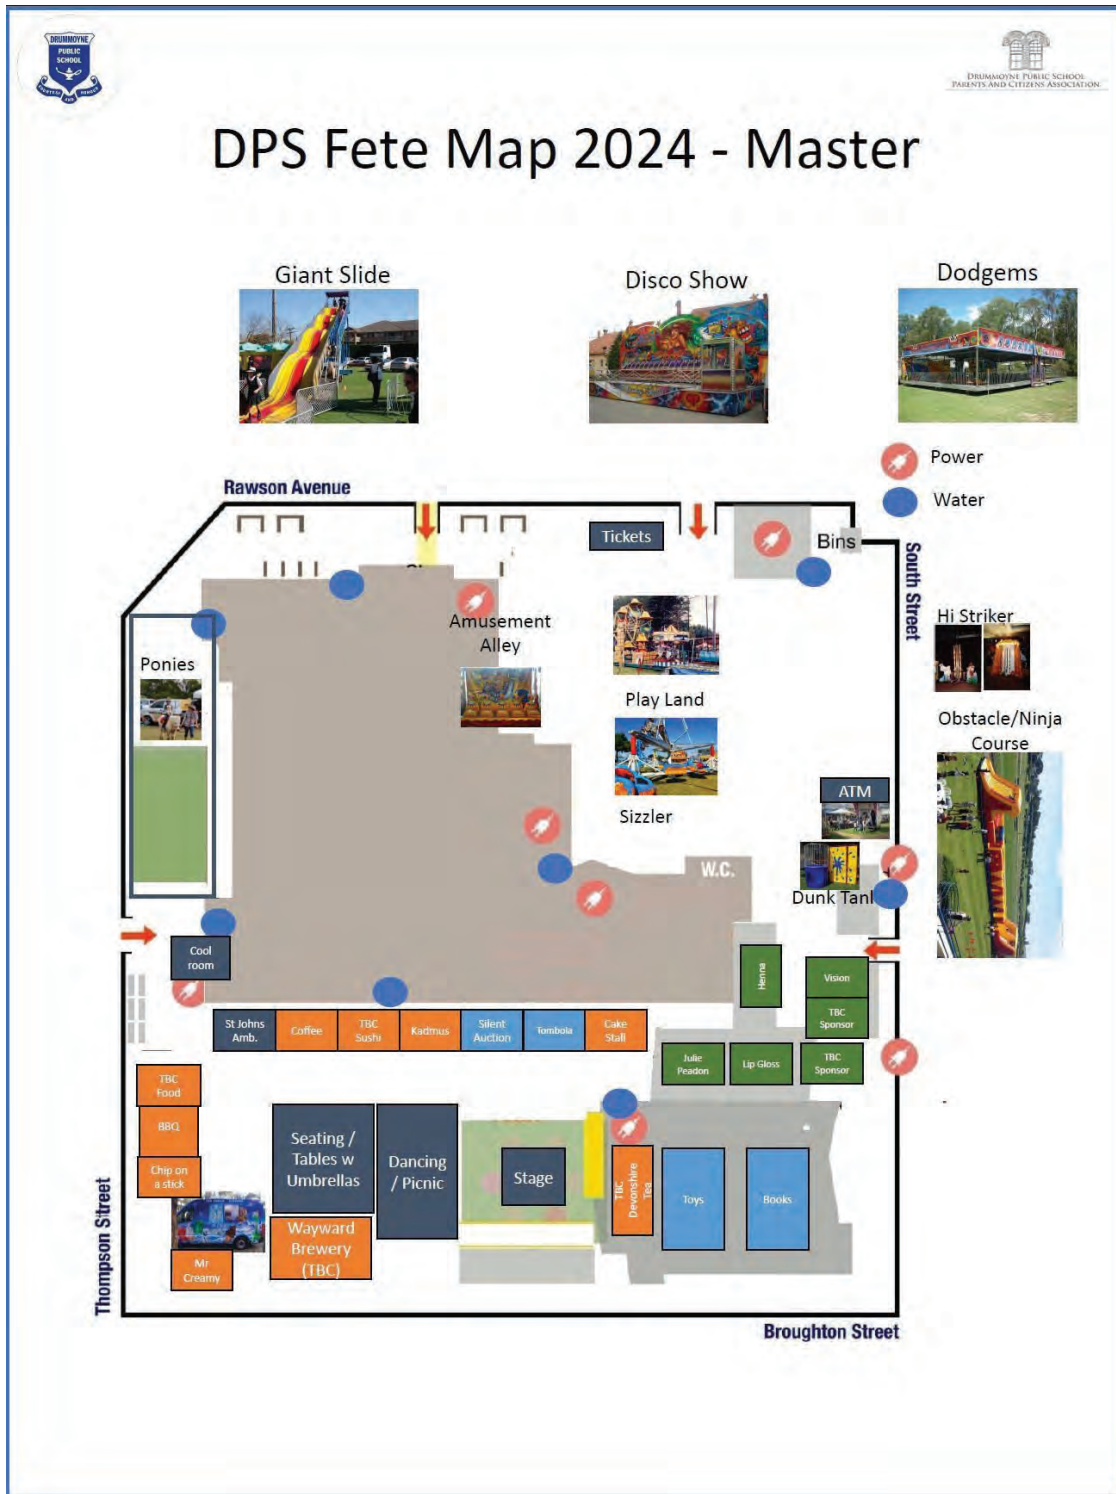 DRUMMOYNE
PUBLIC
SCHOOL
DRUMMOYNE PUBLIC SCHOOL
PARENTS AND CITIZENS ASSOCIATION
DPS Fete Map 2024 - Master
Giant Slide
Disco Show
Dodgems
Power
Water
Rawson Avenue
Tickets
Bins
South Street
Hi Striker
Amusement
Alley
Ponies
Play Land
Obstacle/Ninja
Course
ATM
Sizzler
W.C.
Dunk Tank
Cool
room
Henna
Vision
TBC
Sponsor
St Johns
Amb.
Coffee
TBC
Sushi
Kadmus
Silent
Auction
Tombola
Cake
Stall
Julie
Peadon
Lip Gloss
TBC
Sponsor
TBC
Food
BBQ
Chip on
a stick
Seating /
Tables w
Umbrellas
Dancing
/ Picnic
Stage
TBC
Devonshire
Tea
Toys
Books
Wayward
Brewery
(TBC)
Mr
Creamy
Thompson Street
Broughton Street